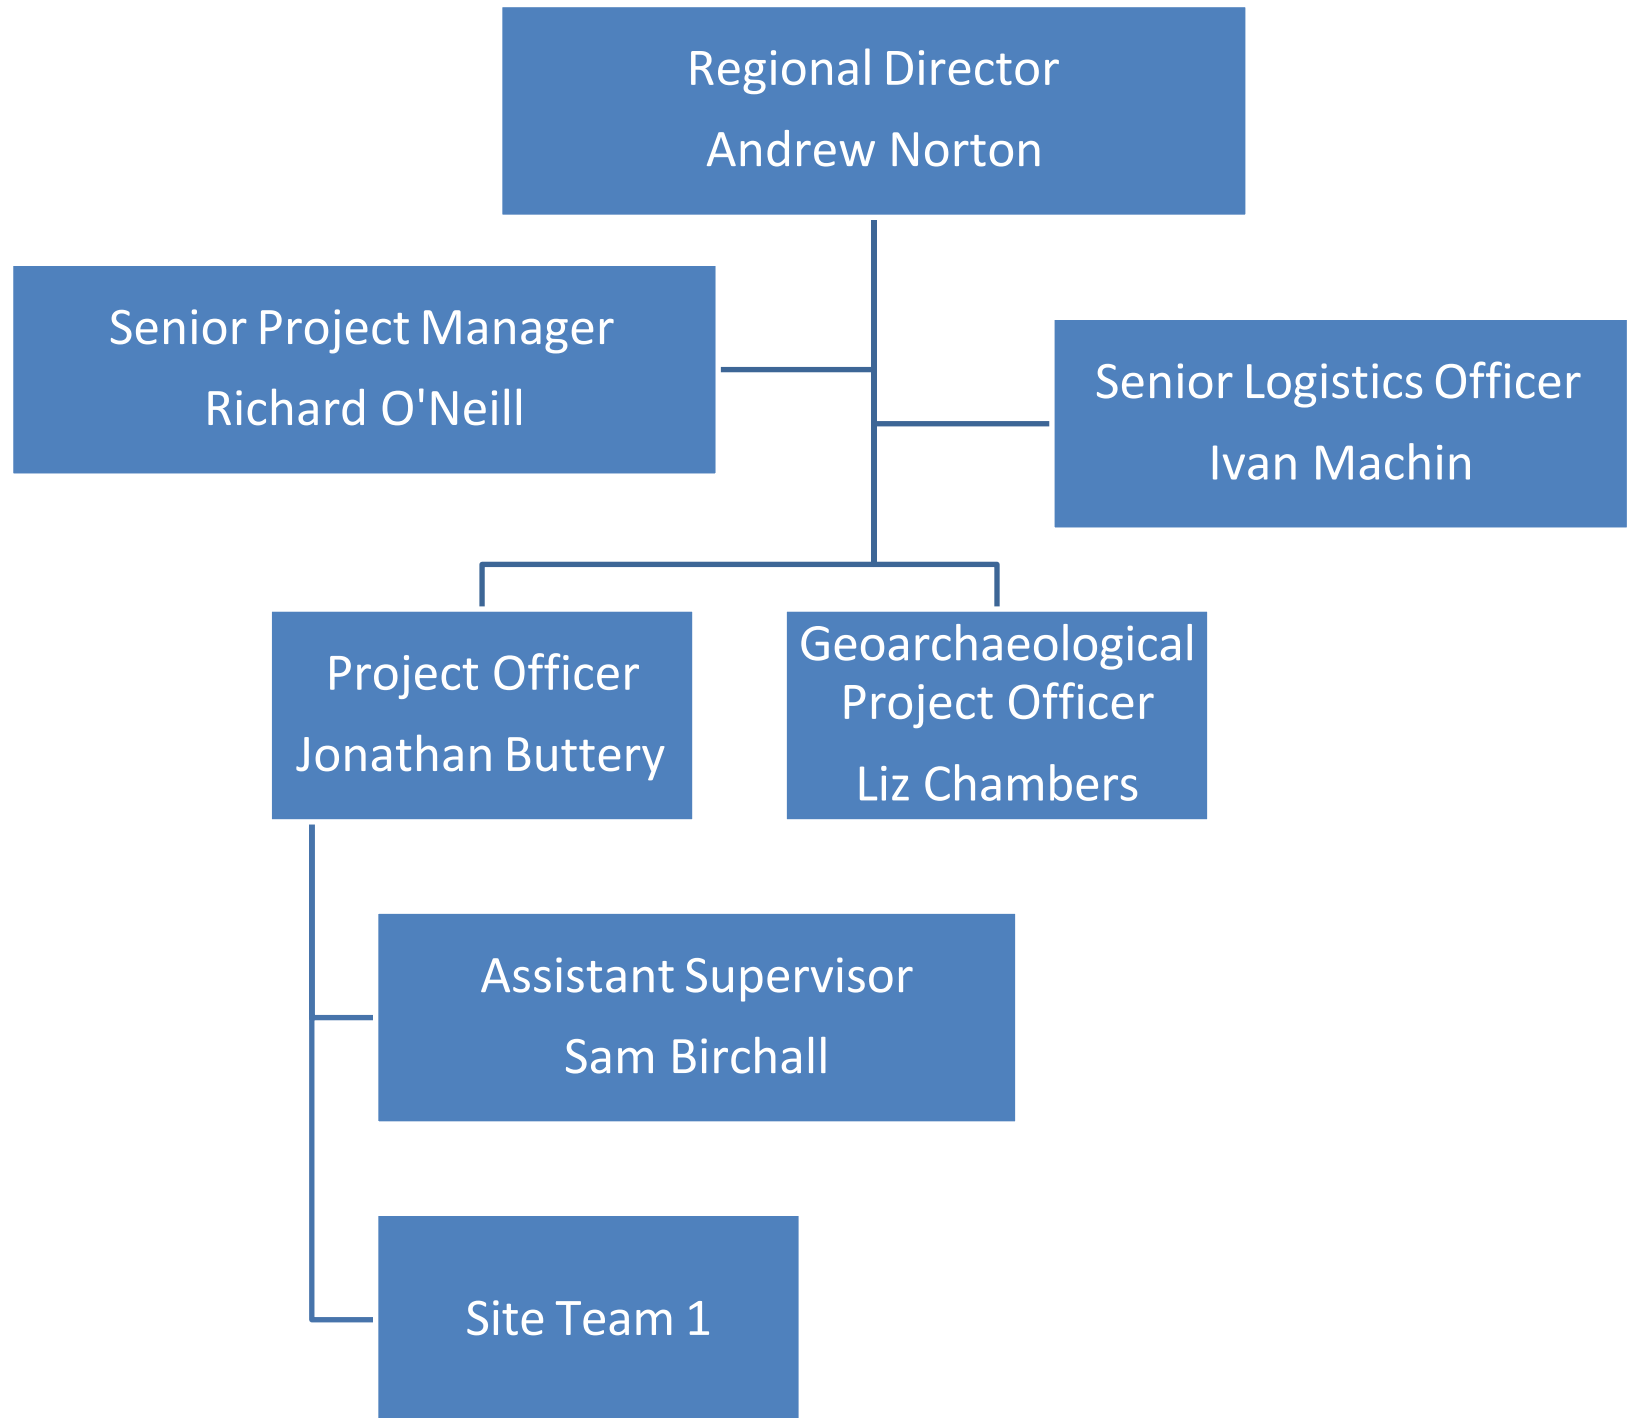 Regional Director
Andrew Norton
Senior Project Manager
Richard O'Neill
Senior Logistics Officer
Ivan Machin
Project Officer
Jonathan Buttery
Geoarchaeological
Project Officer
Liz Chambers
Assistant Supervisor
Sam Birchall
Site Team 1